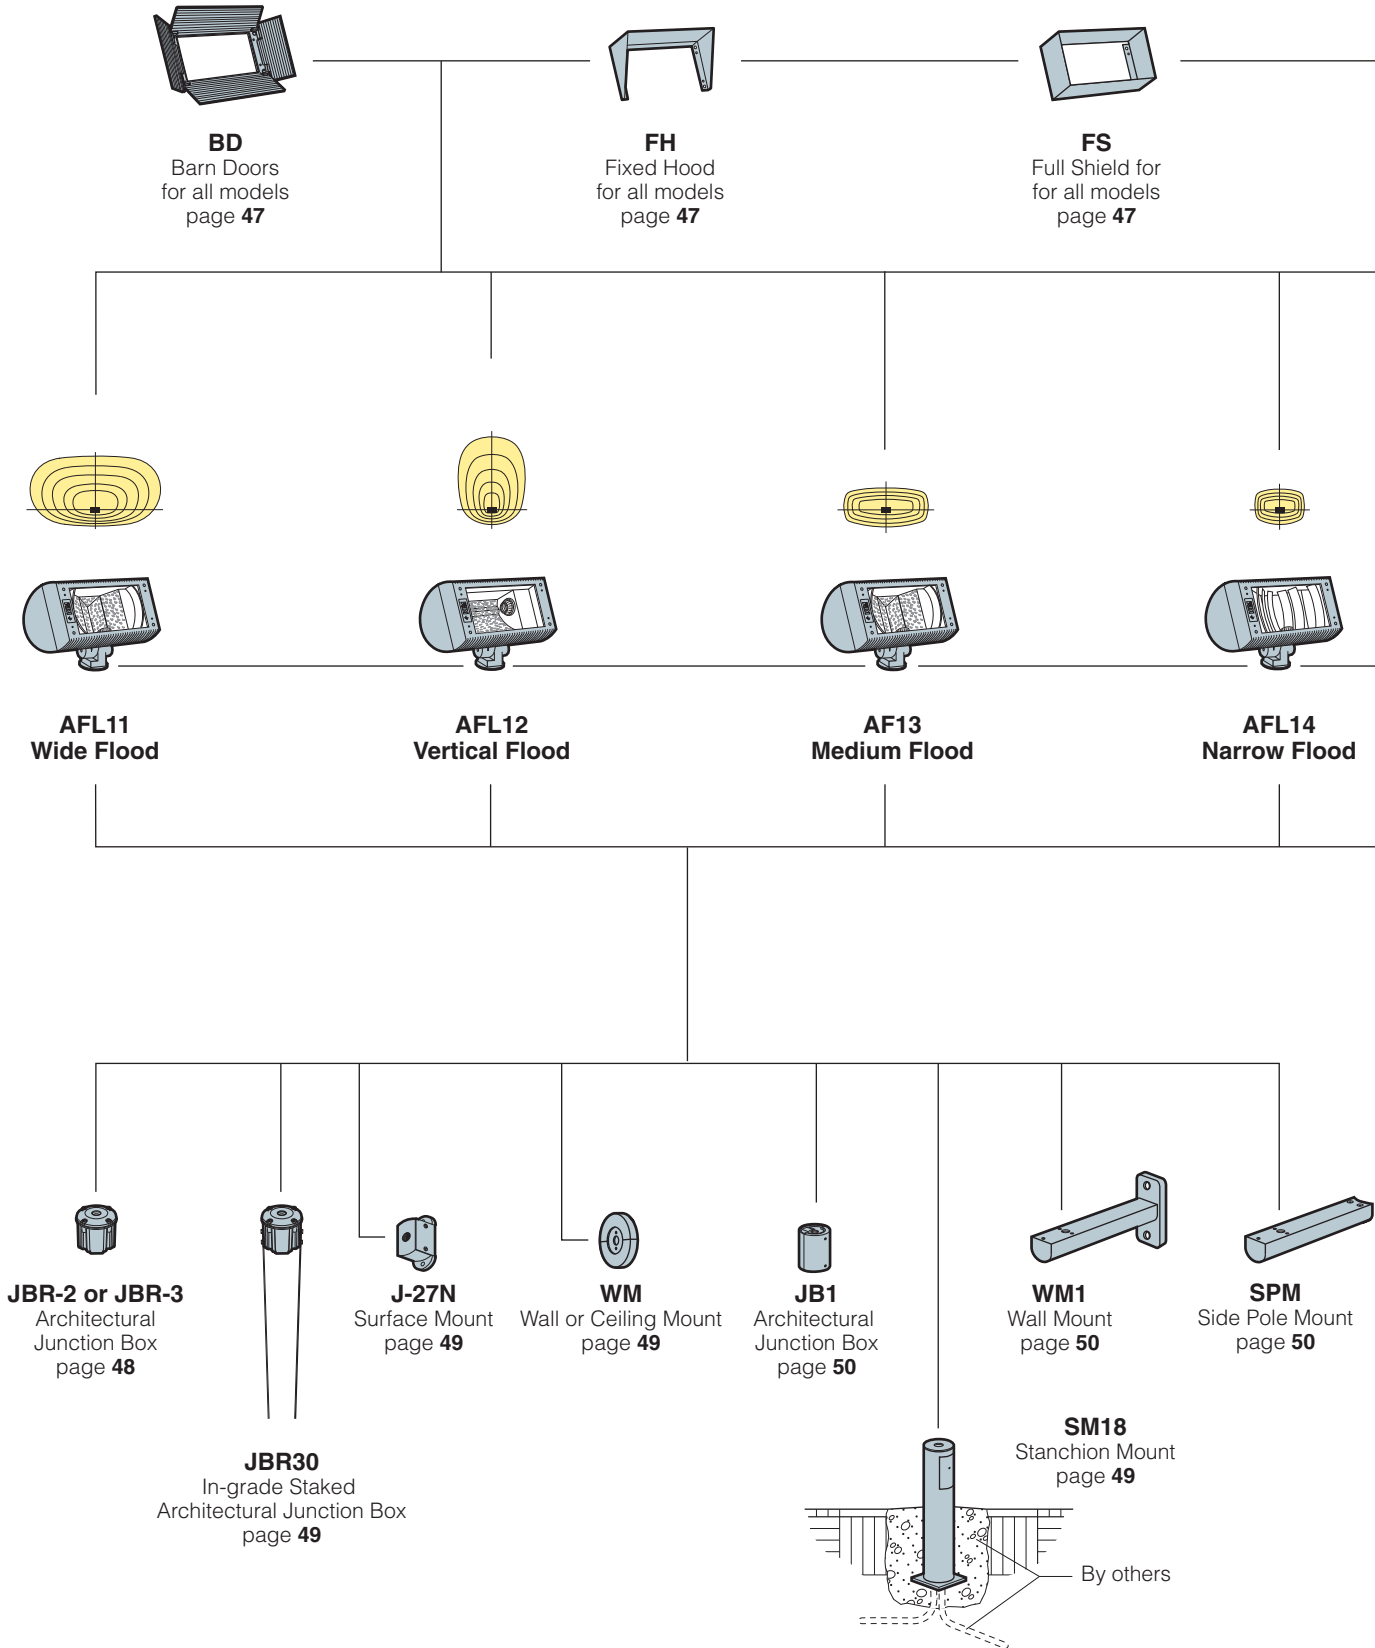 BD
Barn Doors
for all models
page 47
FH
Fixed Hood
for all models
page 47
FS
Full Shield for
for all models
page 47
AFL11
Wide Flood
AFL12
Vertical Flood
AF13
Medium Flood
AFL14
Narrow Flood
JBR-2 or JBR-3
Architectural
Junction Box
page 48
JBR30
In-grade Staked
Architectural Junction Box
page 49
J-27N
Surface Mount
page 49
WM
Wall or Ceiling Mount
page 49
JB1
Architectural
Junction Box
page 50
WM1
Wall Mount
page 50
SPM
Side Pole Mount
page 50
SM18
Stanchion Mount
page 49
By others